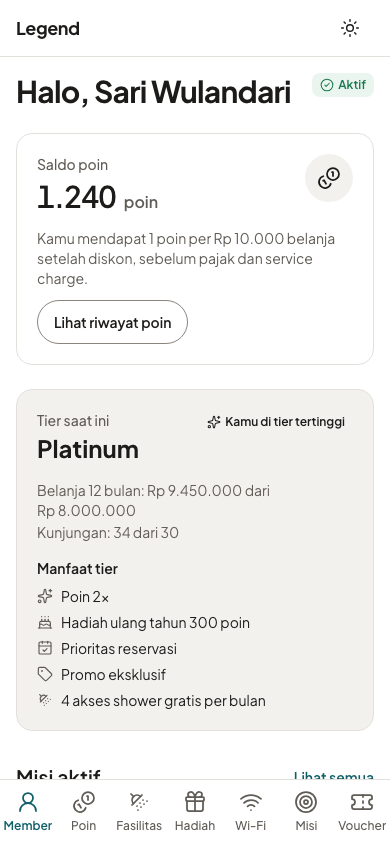 Legend
Halo, Sari Wulandari
Aktif
Saldo poin
1.240 poin
Kamu mendapat 1 poin per Rp 10.000 belanja
setelah diskon, sebelum pajak dan service
charge.
Lihat riwayat poin
Tier saat ini
Kamu di tier tertinggi
Platinum
Belanja 12 bulan: Rp 9.450.000 dari
Rp 8.000.000
Kunjungan: 34 dari 30
Manfaat tier
Poin 2×
Hadiah ulang tahun 300 poin
Prioritas reservasi
Promo eksklusif
4 akses shower gratis per bulan
Misi aktif
Lihat semua
Member
Poin
Fasilitas
Hadiah
Wi-Fi
Misi
Voucher